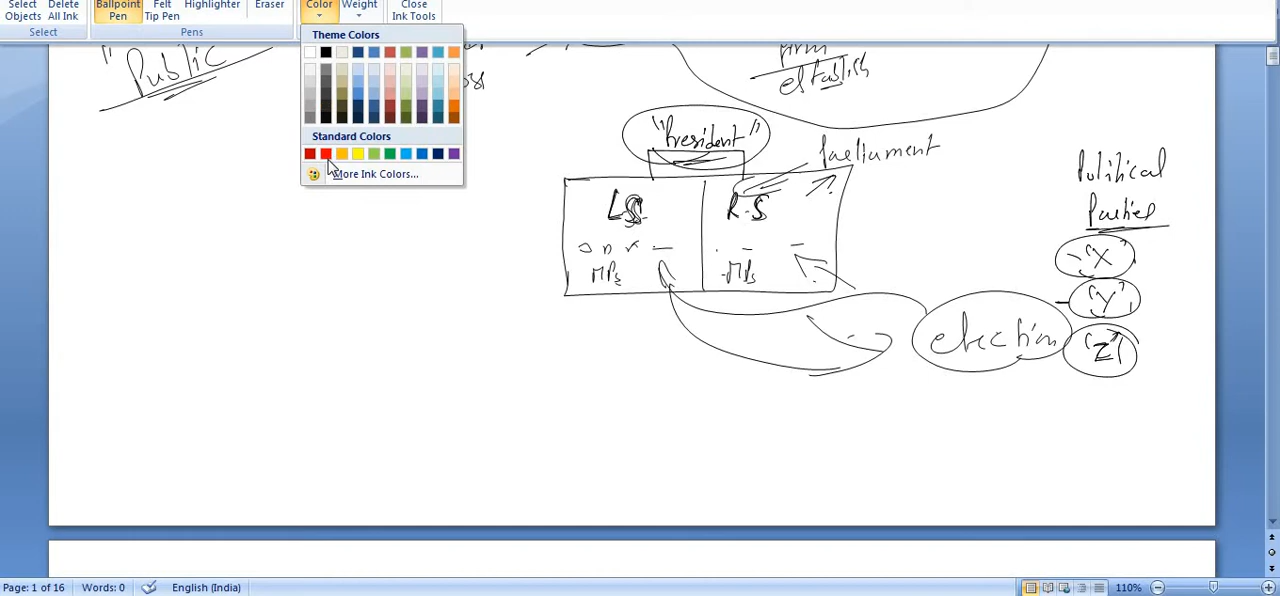 Select
Objects
Delete
All Ink
Ballpoint
Pen
Felt
Tip Pen
Highlighter
Eraser
Color
Weight
Close
Ink Tools
Select
Pens
Theme Colors
Standard Colors
More Ink Colors...
"Public
firm
establish
"President"
Parliament
LS
R-S
MPs
MPs
election
Political
Parties
"X"
"Y"
"Z"
Page: 1 of 16
Words: 0
English (India)
110%